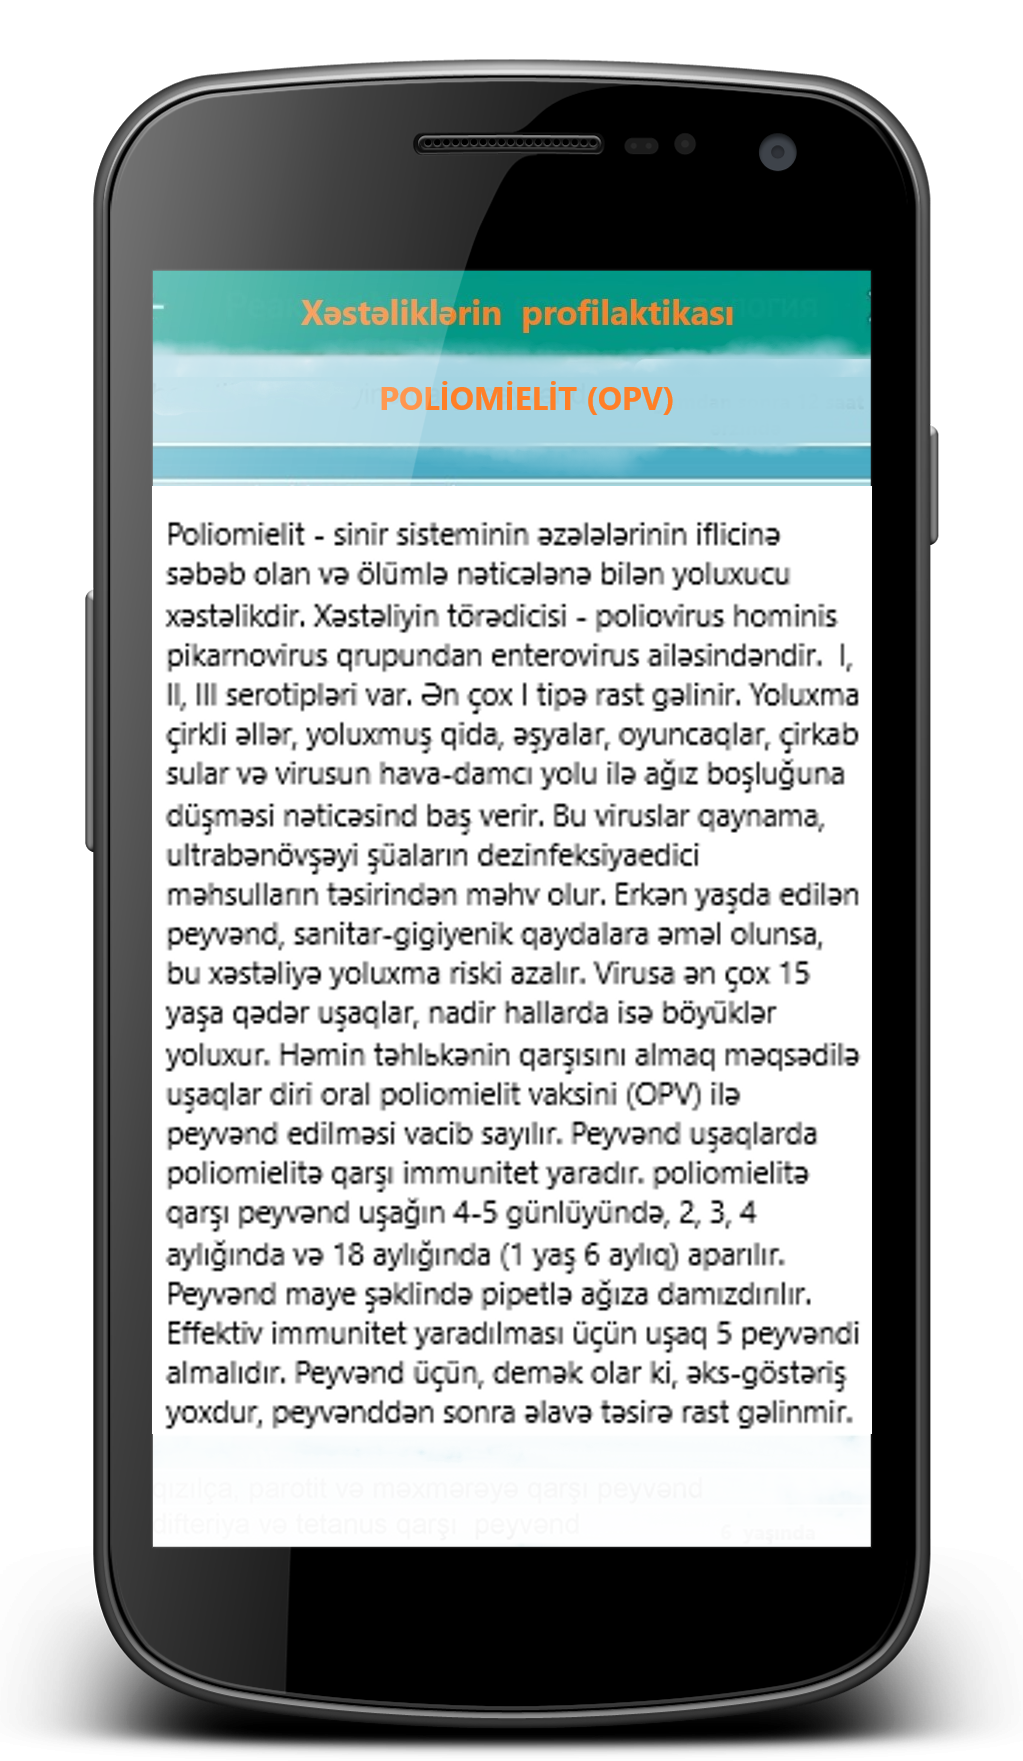 Xəstəliklərin profilaktikası
POLİOMİELİT (OPV)
Poliomielit - sinir sisteminin əzələlərinin iflicinə
səbəb olan və ölümlə nəticələnə bilən yoluxucu
xəstəlikdir. Xəstəliyin törədicisi - poliovirus hominis
pikarnovirus qrupundan enterovirus ailəsindəndir. I,
II, III serotipləri var. Ən çox I tipə rast gəlinir. Yoluxma
çirkli əllər, yoluxmuş qida, əşyalar, oyuncaqlar, çirkab
sular və virusun hava-damcı yolu ilə ağız boşluğuna
düşməsi nəticəsind baş verir. Bu viruslar qaynama,
ultrabənövşəyi şüaların dezinfeksiyaedici
məhsulların təsirindən məhv olur. Erkən yaşda edilən
peyvənd, sanitar-gigiyenik qaydalara əməl olunsa,
bu xəstəliyə yoluxma riski azalır. Virusa ən çox 15
yaşa qədər uşaqlar, nadir hallarda isə böyüklər
yoluxur. Həmin təhlьkənin qarşısını almaq məqsədilə
uşaqlar diri oral poliomielit vaksini (OPV) ilə
peyvənd edilməsi vacib sayılır. Peyvənd uşaqlarda
poliomielitə qarşı immunitet yaradır. poliomielitə
qarşı peyvənd uşağın 4-5 günlüyündə, 2, 3, 4
aylığında və 18 aylığında (1 yaş 6 aylıq) aparılır.
Peyvənd maye şəklində pipetlə ağıza damızdırılır.
Effektiv immunitet yaradılması üçün uşaq 5 peyvəndi
almalıdır. Peyvənd üçün, demək olar ki, əks-göstəriş
yoxdur, peyvənddən sonra əlavə təsirə rast gəlinmir.
qızılça, parotit və məxmərəyə qarşı peyvənd
difteriya və tetanus qarşı peyvənd
6 yaşında